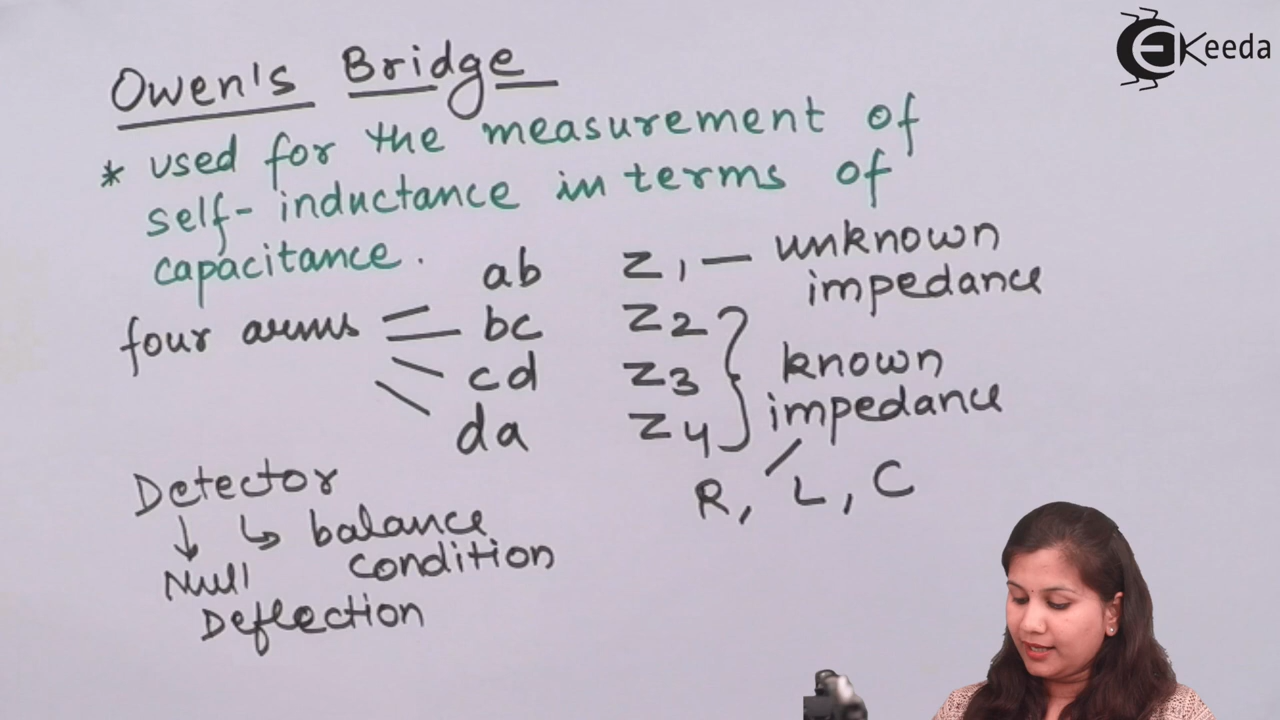 Ekeeda
Owen's Bridge
* used for the measurement of
self-inductance in terms of
capacitance.
four arms
ab Z1 — unknown impedance
bc Z2
cd Z3
da Z4
known impedance
R, L, C
Detector
↳ balance condition
↓
Null
Deflection